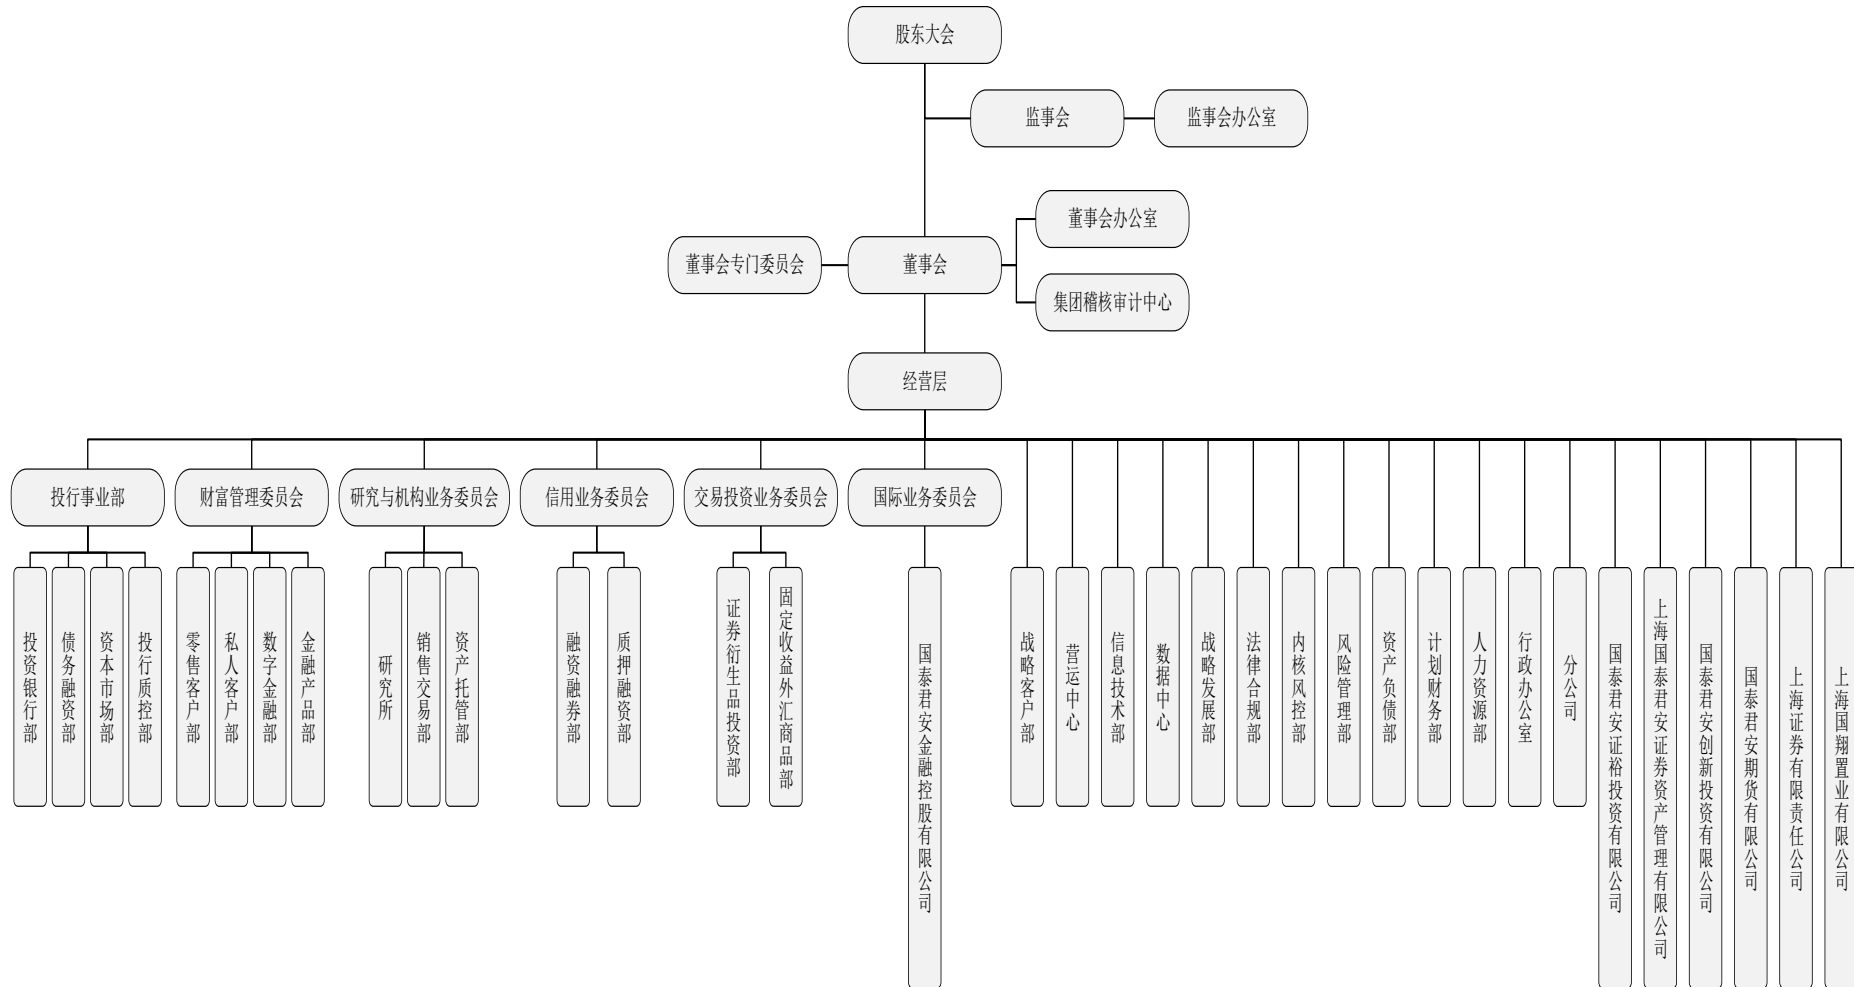 股东大会
监事会
监事会办公室
董事会办公室
董事会专门委员会
董事会
集团稽核审计中心
经营层
投行事业部
财富管理委员会
研究与机构业务委员会
信用业务委员会
交易投资业务委员会
国际业务委员会
投资银行部
债务融资部
资本市场部
投行质控部
零售客户部
私人客户部
数字金融部
金融产品部
研究所
销售交易部
资产托管部
融资融券部
质押融资部
证券衍生品投资部
固定收益外汇商品部
国泰君安金融控股有限公司
战略客户部
营运中心
信息技术部
数据中心
战略发展部
法律合规部
内核风控部
风险管理部
资产负债部
计划财务部
人力资源部
行政办公室
分公司
国泰君安证裕投资有限公司
上海国泰君安证券资产管理有限公司
国泰君安创新投资有限公司
国泰君安期货有限公司
上海证券有限责任公司
上海国翔置业有限公司